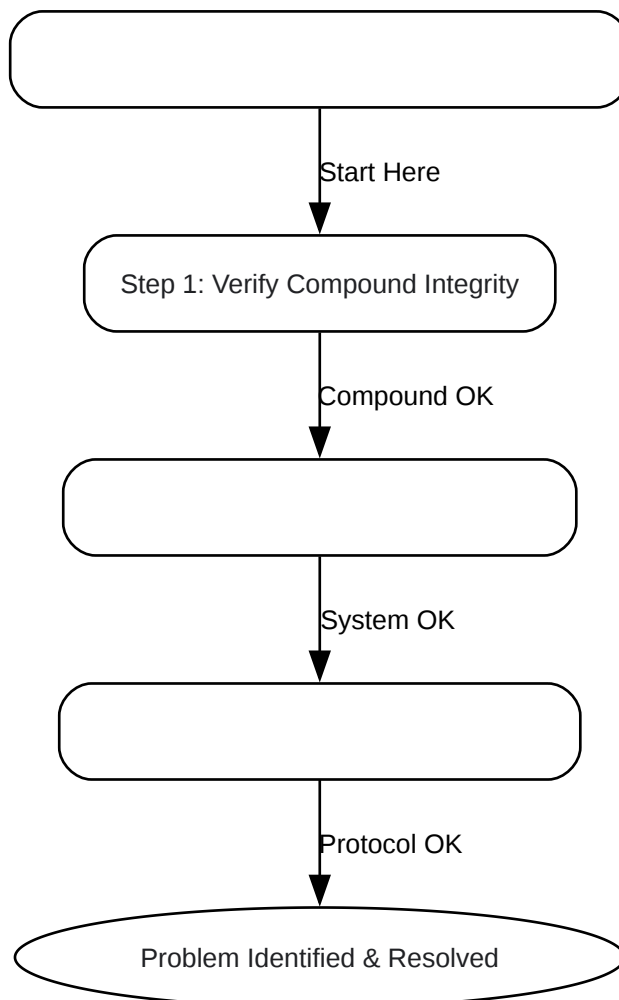 Start Here
Step 1: Verify Compound Integrity
Compound OK
System OK
Protocol OK
Problem Identified & Resolved